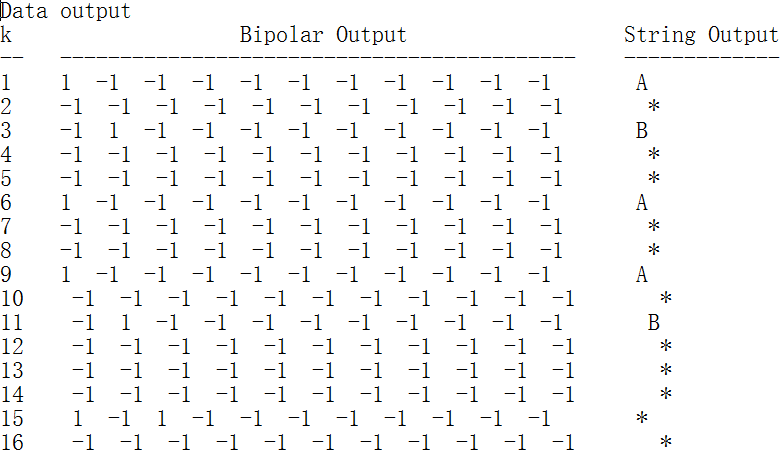 Data output
k Bipolar Output String Output
-- ------------------------------------------- -------------
1 1 -1 -1 -1 -1 -1 -1 -1 -1 -1 -1 A
2 -1 -1 -1 -1 -1 -1 -1 -1 -1 -1 -1 *
3 -1 1 -1 -1 -1 -1 -1 -1 -1 -1 -1 B
4 -1 -1 -1 -1 -1 -1 -1 -1 -1 -1 -1 *
5 -1 -1 -1 -1 -1 -1 -1 -1 -1 -1 -1 *
6 1 -1 -1 -1 -1 -1 -1 -1 -1 -1 -1 A
7 -1 -1 -1 -1 -1 -1 -1 -1 -1 -1 -1 *
8 -1 -1 -1 -1 -1 -1 -1 -1 -1 -1 -1 *
9 1 -1 -1 -1 -1 -1 -1 -1 -1 -1 -1 A
10 -1 -1 -1 -1 -1 -1 -1 -1 -1 -1 -1 *
11 -1 1 -1 -1 -1 -1 -1 -1 -1 -1 -1 B
12 -1 -1 -1 -1 -1 -1 -1 -1 -1 -1 -1 *
13 -1 -1 -1 -1 -1 -1 -1 -1 -1 -1 -1 *
14 -1 -1 -1 -1 -1 -1 -1 -1 -1 -1 -1 *
15 1 -1 1 -1 -1 -1 -1 -1 -1 -1 -1 *
16 -1 -1 -1 -1 -1 -1 -1 -1 -1 -1 -1 *